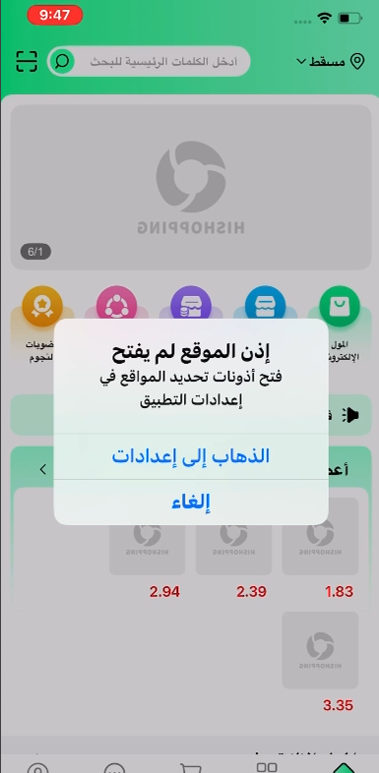 9:47
مسقط
ادخل الكلمات الرئيسية للبحث
HISHOPPING
6/1
المول
ضويات
لنجوم
إذن الموقع لم يفتح
فتح أذونات تحديد المواقع في
إعدادات التطبيق
الذهاب إلى إعدادات
إلغاء
HISHOPPING
HISHOPPING
HISHOPPING
1.83
2.39
2.94
HISHOPPING
3.35